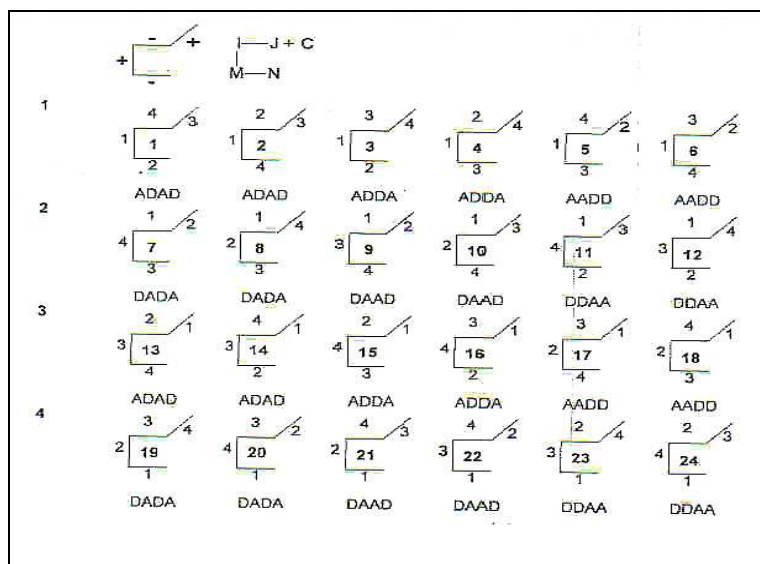 - +
+ I J + C
M N
-
1
4 2 3 2 4 3
3 3 4 4 2 2
1 1 1 2 1 3 1 4 1 5 1 6
2 4 2 3 3 4
ADAD ADAD ADDA ADDA AADD AADD
2
1 1 1 1 1 1
2 4 2 3 3 4
4 7 2 8 3 9 2 10 4 11 3 12
3 3 4 4 2 2
DADA DADA DAAD DAAD DDAA DDAA
3
2 4 2 3 3 4
1 1 1 1 1 1
3 13 3 14 4 15 4 16 2 17 2 18
4 2 3 2 4 3
ADAD ADAD ADDA ADDA AADD AADD
4
3 3 4 4 2 2
4 2 3 2 4 3
2 19 4 20 2 21 3 22 3 23 4 24
1 1 1 1 1 1
DADA DADA DAAD DAAD DDAA DDAA